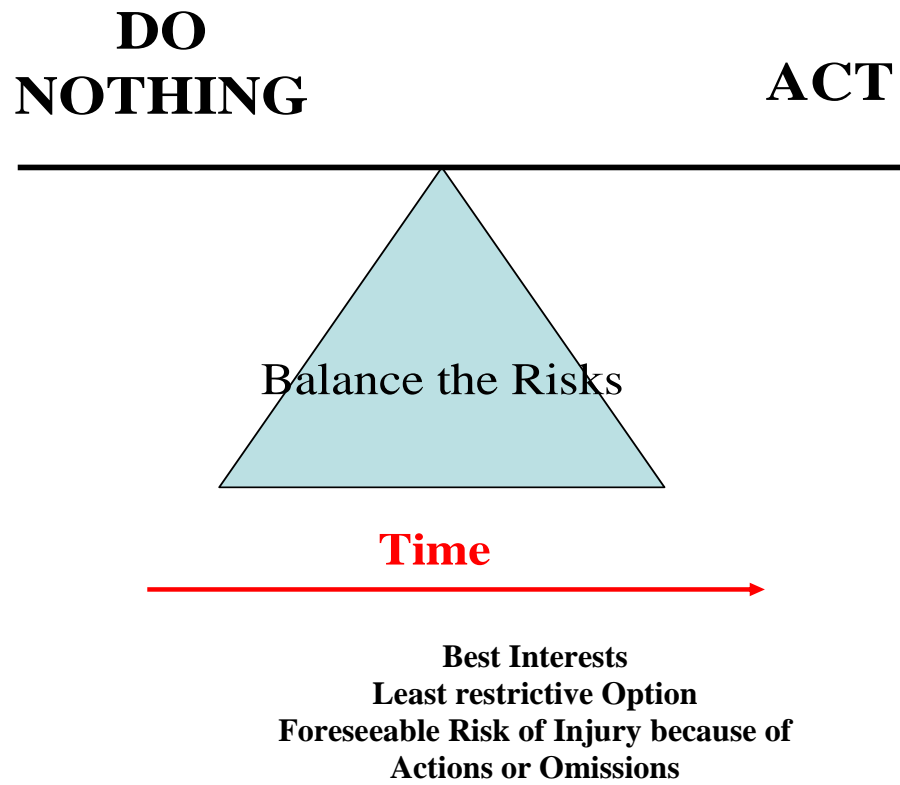 DO
NOTHING
ACT
Balance the Risks
Time
Best Interests
Least restrictive Option
Foreseeable Risk of Injury because of
Actions or Omissions